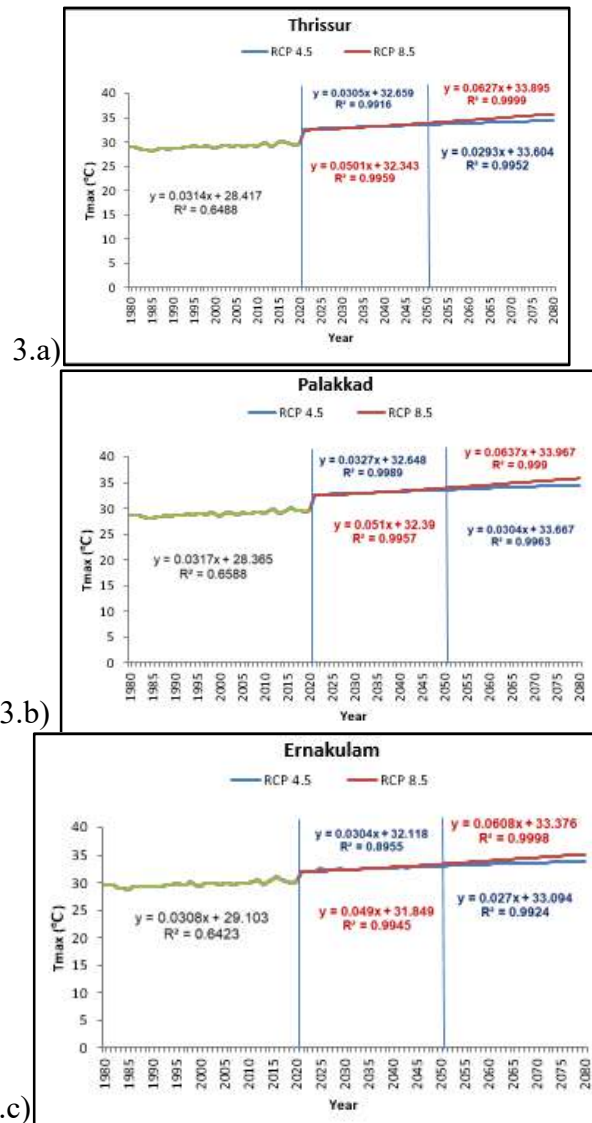 Thrissur
RCP 4.5 RCP 8.5
y = 0.0305x + 32.659
R² = 0.9916
y = 0.0627x + 33.895
R² = 0.9999
y = 0.0314x + 28.417
R² = 0.6488
y = 0.0501x + 32.343
R² = 0.9959
y = 0.0293x + 33.604
R² = 0.9952
40
35
30
25
20
15
10
5
0
Tmax (°C)
1980 1985 1990 1995 2000 2005 2010 2015 2020 2025 2030 2035 2040 2045 2050 2055 2060 2065 2070 2075 2080
Year
3.a)
Palakkad
RCP 4.5 RCP 8.5
y = 0.0327x + 32.648
R² = 0.9989
y = 0.0637x + 33.967
R² = 0.999
y = 0.0317x + 28.365
R² = 0.6588
y = 0.051x + 32.39
R² = 0.9957
y = 0.0304x + 33.667
R² = 0.9963
40
35
30
25
20
15
10
5
0
Tmax (°C)
1980 1985 1990 1995 2000 2005 2010 2015 2020 2025 2030 2035 2040 2045 2050 2055 2060 2065 2070 2075 2080
Year
3.b)
Ernakulam
RCP 4.5 RCP 8.5
y = 0.0304x + 32.118
R² = 0.8955
y = 0.0608x + 33.376
R² = 0.9998
y = 0.0308x + 29.103
R² = 0.6423
y = 0.049x + 31.849
R² = 0.9945
y = 0.027x + 33.094
R² = 0.9924
40
35
30
25
20
15
10
5
0
Tmax (°C)
1980 1985 1990 1995 2000 2005 2010 2015 2020 2025 2030 2035 2040 2045 2050 2055 2060 2065 2070 2075 2080
Year
.c)